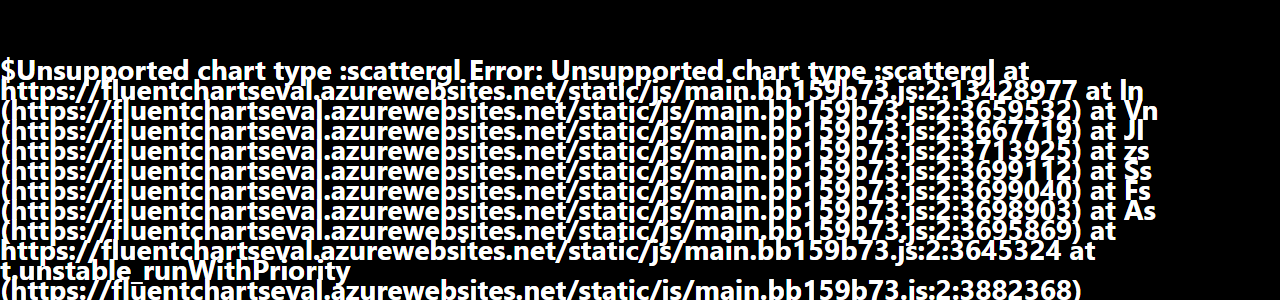 $Unsupported chart type :scattergl Error: Unsupported chart type :scattergl at
https://fluentchartseval.azurewebsites.net/static/js/main.bb159b73.js:2:13428977 at In
(https://fluentchartseval.azurewebsites.net/static/js/main.bb159b73.js:2:3659532) at Vn
(https://fluentchartseval.azurewebsites.net/static/js/main.bb159b73.js:2:3667719) at Jl
(https://fluentchartseval.azurewebsites.net/static/js/main.bb159b73.js:2:3713925) at zs
(https://fluentchartseval.azurewebsites.net/static/js/main.bb159b73.js:2:3699112) at Ss
(https://fluentchartseval.azurewebsites.net/static/js/main.bb159b73.js:2:3699040) at Fs
(https://fluentchartseval.azurewebsites.net/static/js/main.bb159b73.js:2:3698903) at As
(https://fluentchartseval.azurewebsites.net/static/js/main.bb159b73.js:2:3695869) at
https://fluentchartseval.azurewebsites.net/static/js/main.bb159b73.js:2:3645324 at
t.unstable_runWithPriority
(https://fluentchartseval.azurewebsites.net/static/js/main.bb159b73.js:2:3882368)